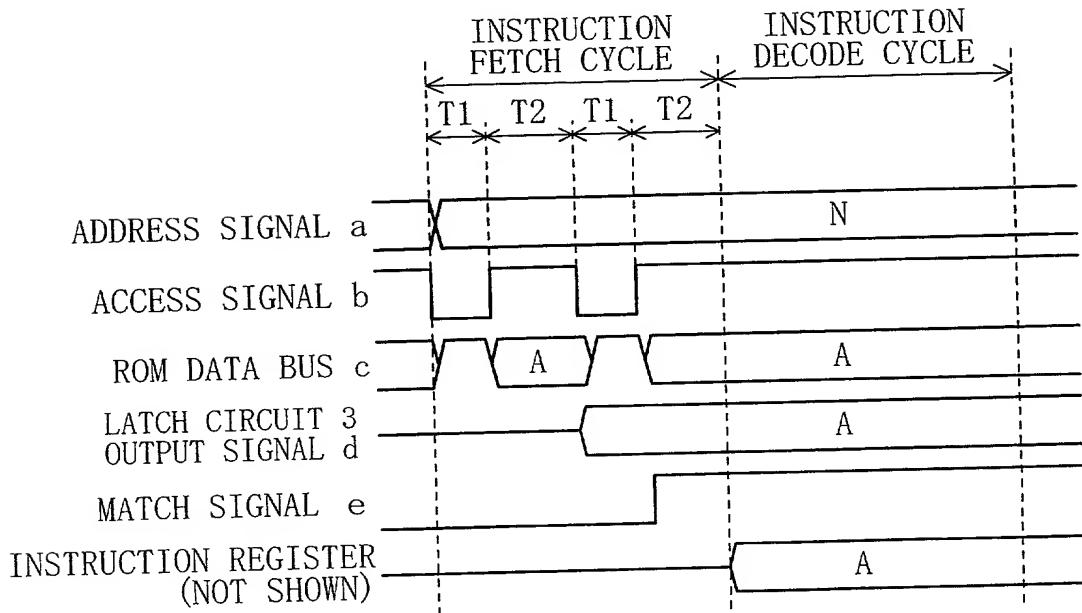 INSTRUCTION
FETCH CYCLE
INSTRUCTION
DECODE CYCLE
T1 T2 T1 T2
ADDRESS SIGNAL a
N
ACCESS SIGNAL b
ROM DATA BUS c
A
A
LATCH CIRCUIT 3
OUTPUT SIGNAL d
A
MATCH SIGNAL e
INSTRUCTION REGISTER
(NOT SHOWN)
A